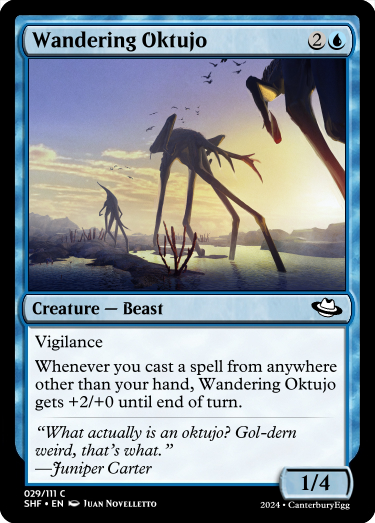 Wandering Oktujo 2
Creature — Beast
Vigilance
Whenever you cast a spell from anywhere
other than your hand, Wandering Oktujo
gets +2/+0 until end of turn.
“What actually is an oktujo? Gol-dern
weird, that's what.”
—Juniper Carter
1/4
029/111 C
SHF • EN Juan Novelletto
2024 • CanterburyEgg